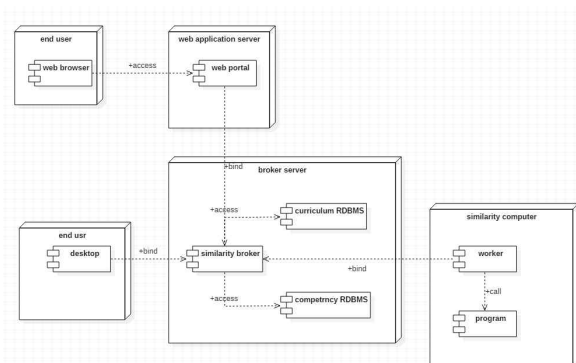 end user
web application server
web browser
+access
web portal
+bind
broker server
+access
curriculum RDBMS
similarity computer
end usr
desktop
+bind
similarity broker
worker
+bind
+call
+access
competrncy RDBMS
program